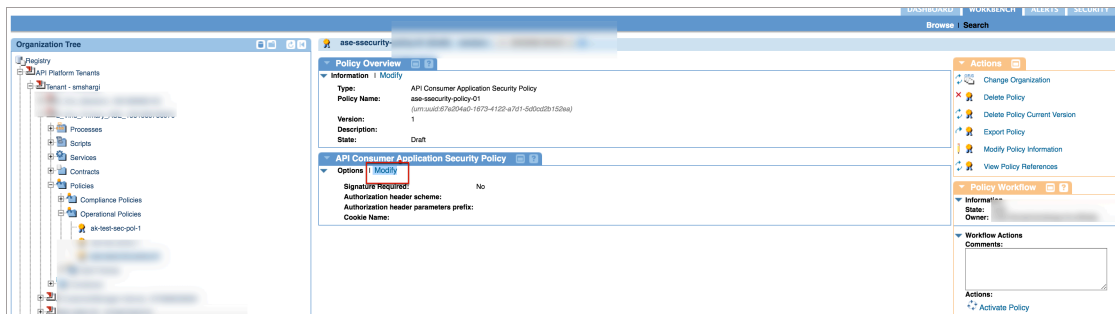 DASHBOARD WORKBENCH ALERTS SECURITY
Browse | Search
Organization Tree
Registry
API Platform Tenants
Tenant - smshargi
Processes
Scripts
Services
Contracts
Policies
Compliance Policies
Operational Policies
ak-test-sec-pol-1
ase-ssecurity-
Policy Overview
Information | Modify
Type: API Consumer Application Security Policy
Policy Name: ase-ssecurity-policy-01
(urn:uuid:67e204a0-1673-4122-a7d1-5d0cd2b152ea)
Version: 1
Description:
State: Draft
API Consumer Application Security Policy
Options | Modify
Signature Required: No
Authorization header scheme:
Authorization header parameters prefix:
Cookie Name:
Actions
Change Organization
Delete Policy
Delete Policy Current Version
Export Policy
Modify Policy Information
View Policy References
Policy Workflow
Information
State:
Owner:
Workflow Actions
Comments:
Actions:
Activate Policy